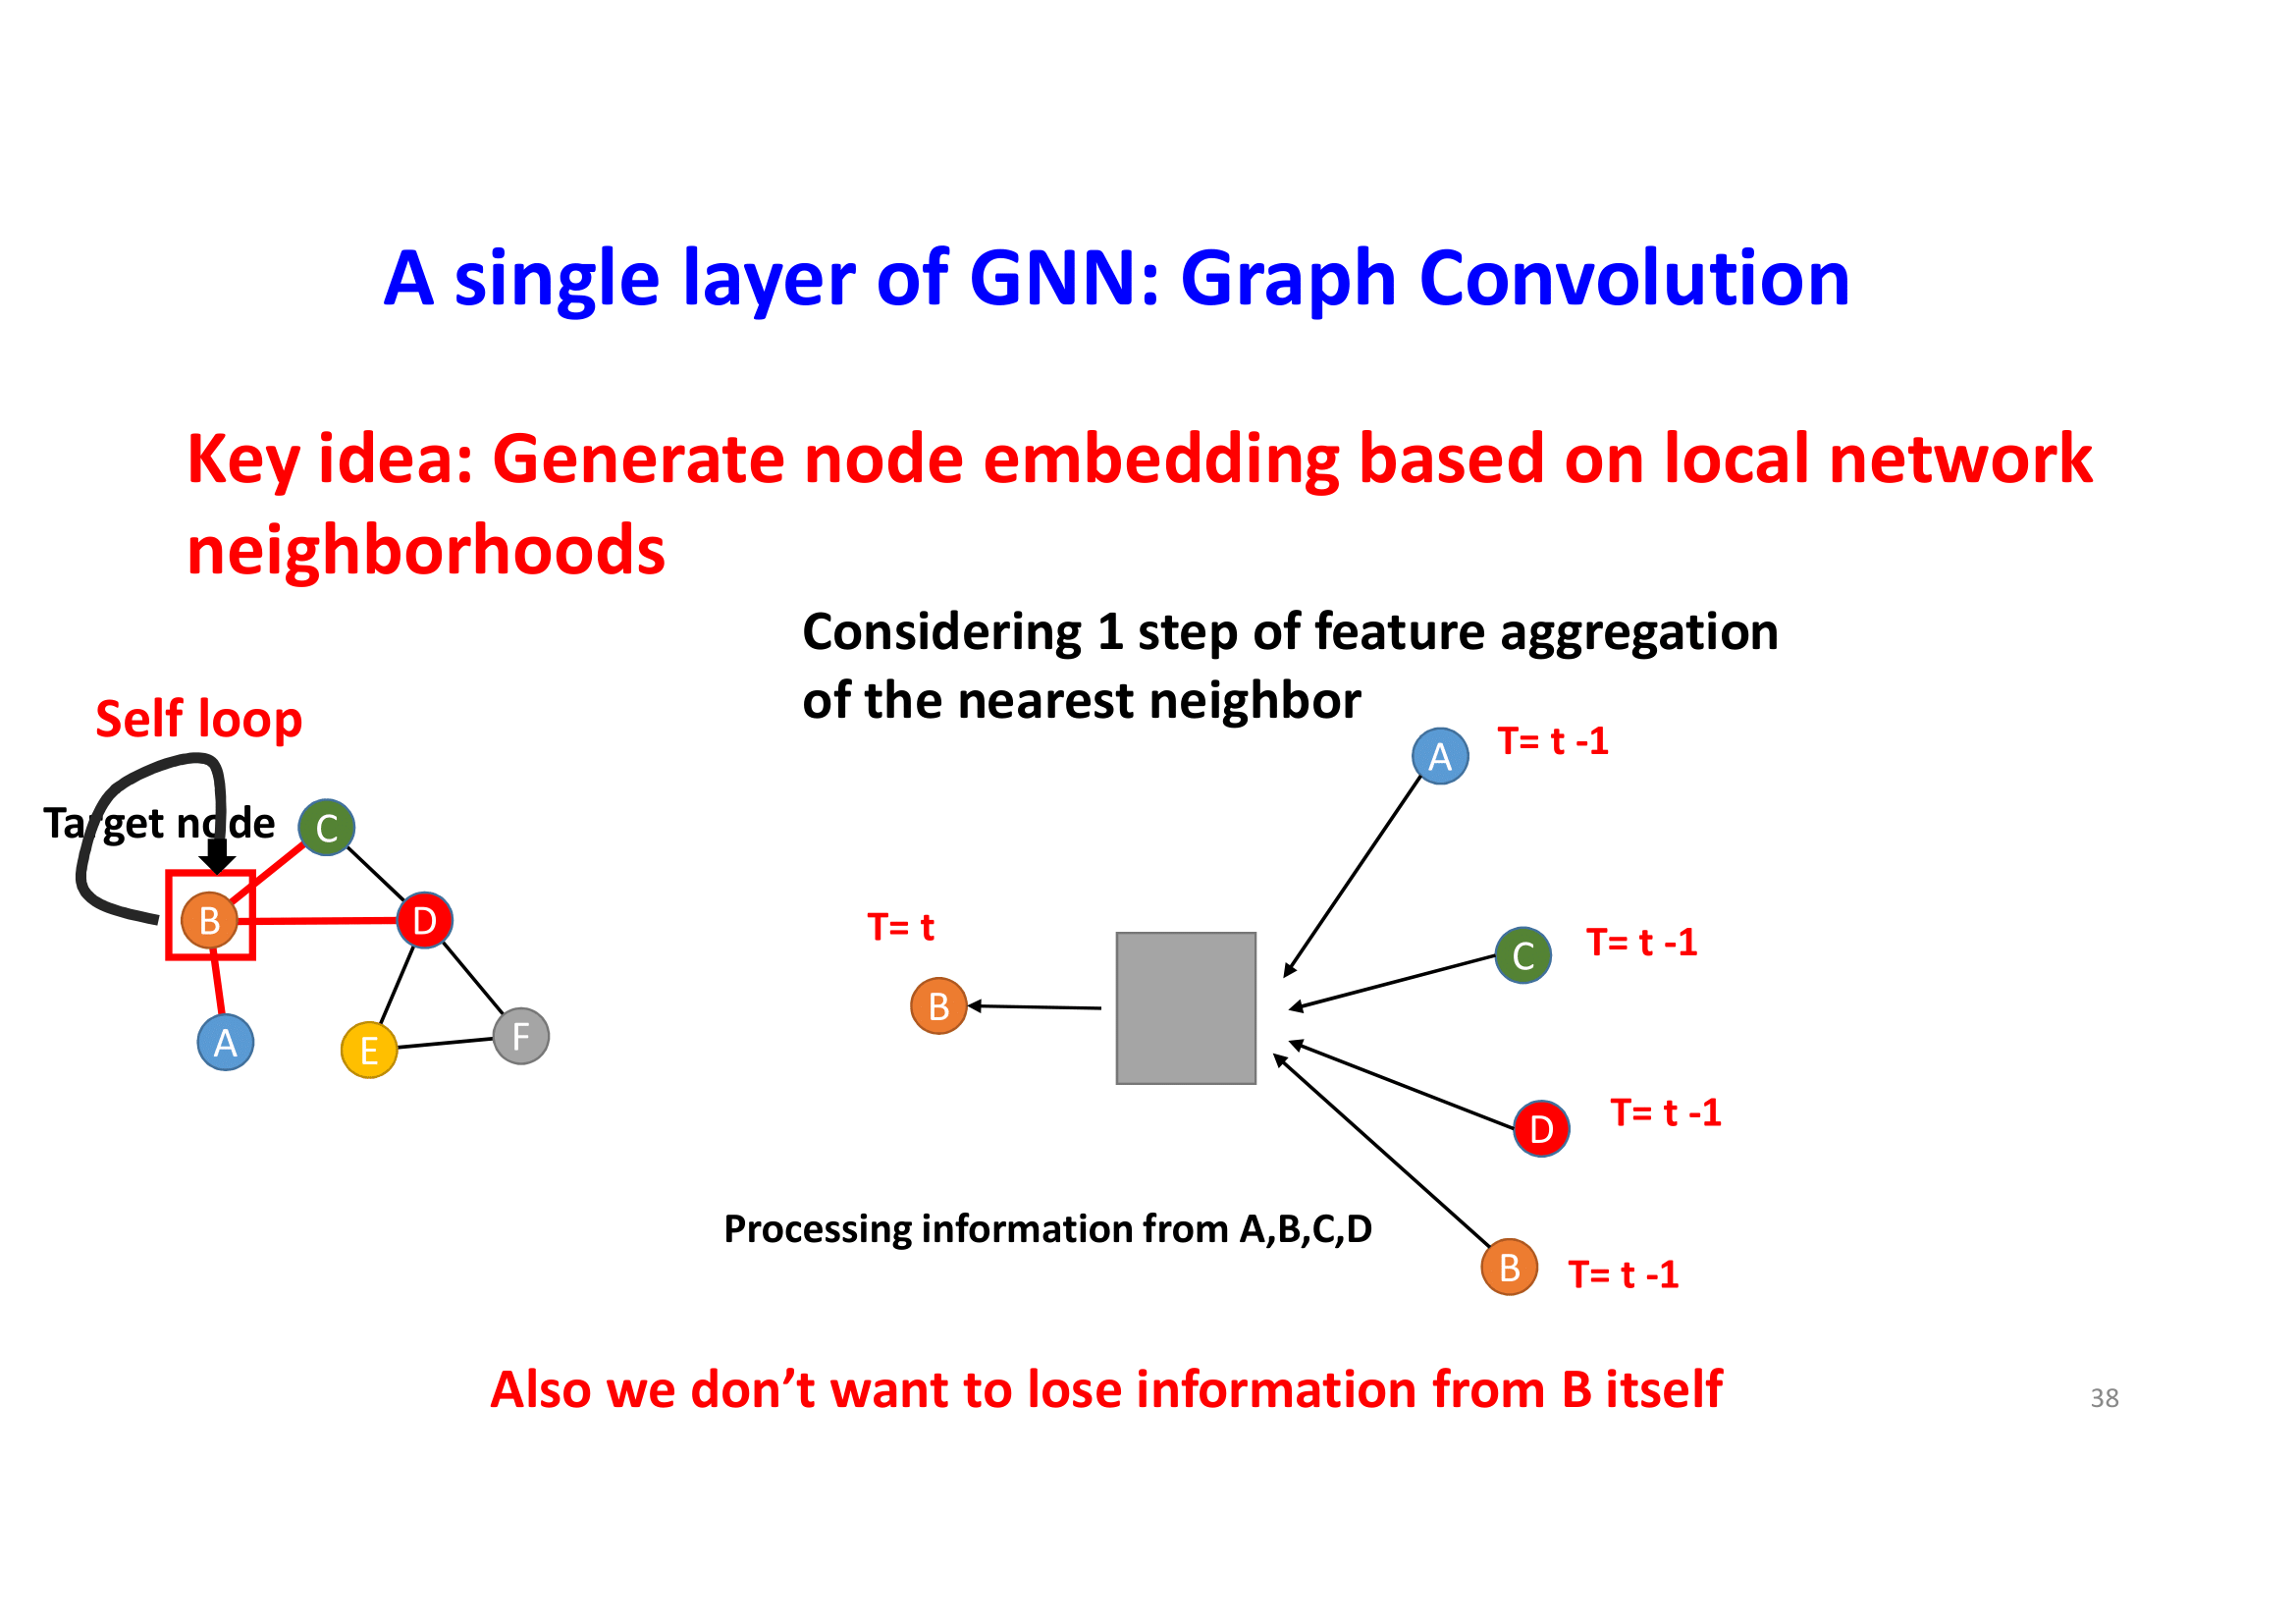 A single layer of GNN: Graph Convolution
Key idea: Generate node embedding based on local network
neighborhoods
Considering 1 step of feature aggregation
of the nearest neighbor
Self loop
Target node
C
B
D
A
E
F
T= t
B
A
T= t -1
C
T= t -1
D
T= t -1
B
T= t -1
Processing information from A,B,C,D
Also we don’t want to lose information from B itself
38